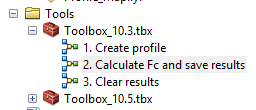 Tools
Toolbox_10.3.tbx
1. Create profile
2. Calculate Fc and save results
3. Clear results
Toolbox_10.5.tbx